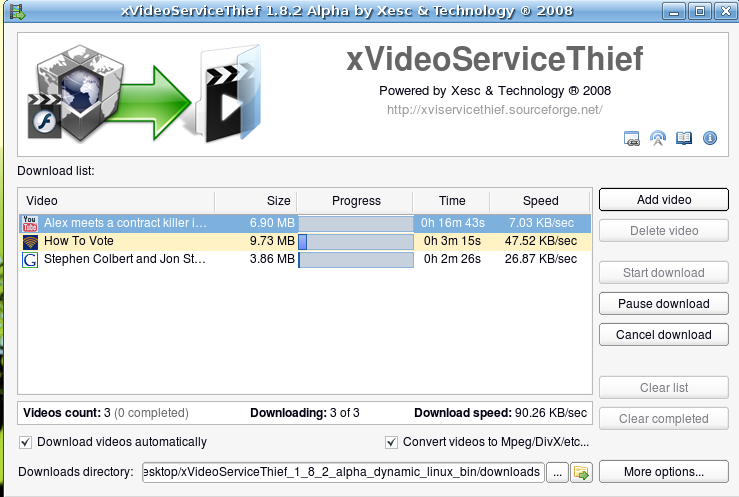 xVideoServiceThief 1.8.2 Alpha by Xesc & Technology ® 2008
xVideoServiceThief
Powered by Xesc & Technology ® 2008
http://xviservicethief.sourceforge.net/
Download list:
Video Size Progress Time Speed
You Tube Alex meets a contract killer i... 6.90 MB 0h 16m 43s 7.03 KB/sec
How To Vote 9.73 MB 0h 3m 15s 47.52 KB/sec
G Stephen Colbert and Jon St... 3.86 MB 0h 2m 26s 26.87 KB/sec
Add video
Delete video
Start download
Pause download
Cancel download
Clear list
Clear completed
Videos count: 3 (0 completed) Downloading: 3 of 3 Download speed: 90.26 KB/sec
Download videos automatically Convert videos to Mpeg/DivX/etc...
Downloads directory: esktop/xVideoServiceThief_1_8_2_alpha_dynamic_linux_bin/downloads ... More options...